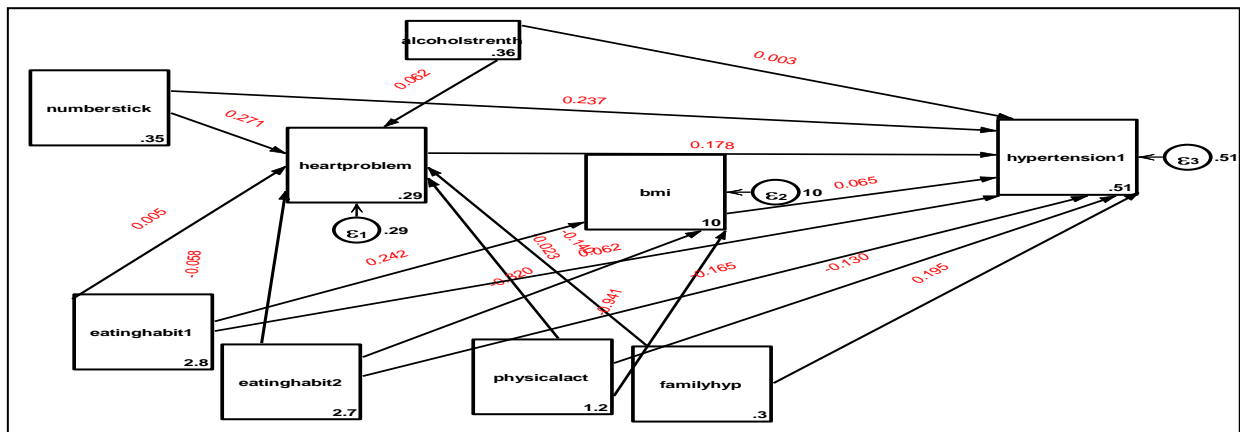 alcoholstrenth
.36
0.003
numberstick
.35
0.062
0.237
0.271
heartproblem
.29
0.178
hypertension1
.51
ε3
.51
bmi
10
ε2
10
0.065
ε1
.29
0.005
-0.058
0.242
-0.023
0.062
-0.165
-0.130
0.195
eatinghabit1
2.8
eatinghabit2
2.7
physicalact
1.2
familyhyp
.3